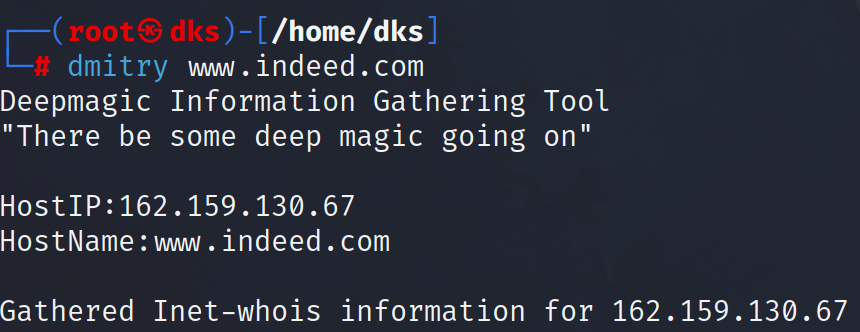 ┌──(root㉿dks)-[/home/dks]
└─# dmitry www.indeed.com
Deepmagic Information Gathering Tool
"There be some deep magic going on"
HostIP:162.159.130.67
HostName:www.indeed.com
Gathered Inet-whois information for 162.159.130.67